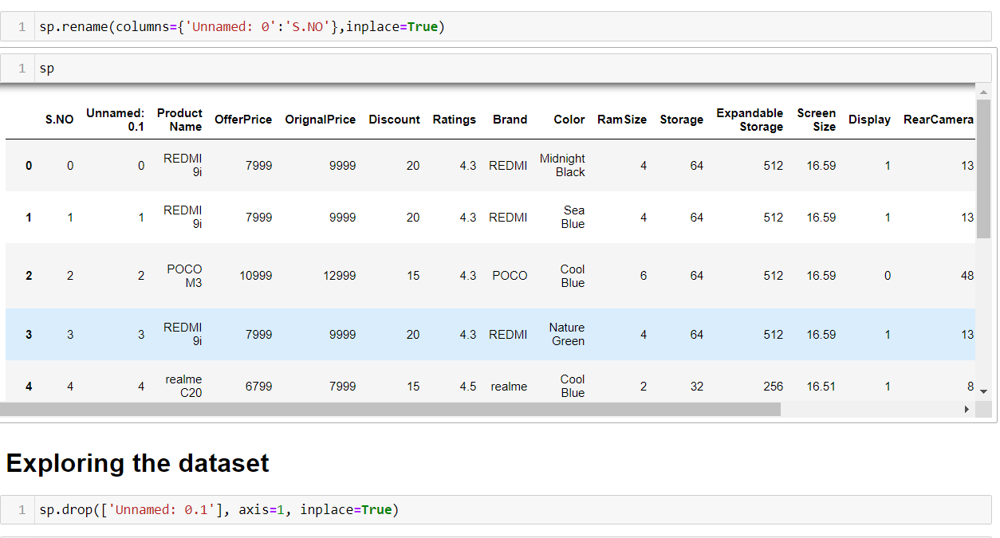 1 sp.rename(columns={'Unnamed: 0':'S.NO'},inplace=True)
1 sp
S.NO Unnamed: 0.1 Product Name OfferPrice OrignalPrice Discount Ratings Brand Color RamSize Storage Expandable Storage Screen Size Display RearCamera
0 0 0 REDMI 9i 7999 9999 20 4.3 REDMI Midnight Black 4 64 512 16.59 1 13
1 1 1 REDMI 9i 7999 9999 20 4.3 REDMI Sea Blue 4 64 512 16.59 1 13
2 2 2 POCO M3 10999 12999 15 4.3 POCO Cool Blue 6 64 512 16.59 0 48
3 3 3 REDMI 9i 7999 9999 20 4.3 REDMI Nature Green 4 64 512 16.59 1 13
4 4 4 realme C20 6799 7999 15 4.5 realme Cool Blue 2 32 256 16.51 1 8
Exploring the dataset
1 sp.drop(['Unnamed: 0.1'], axis=1, inplace=True)